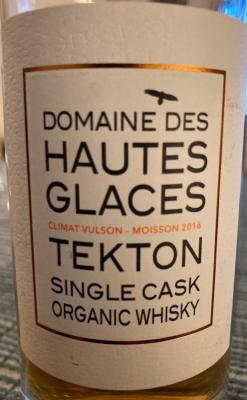 DOMAINE DES
HAUTES
GLACES
CLIMAT VULSON - MOISSON 2016
TEKTON
SINGLE CASK
ORGANIC WHISKY